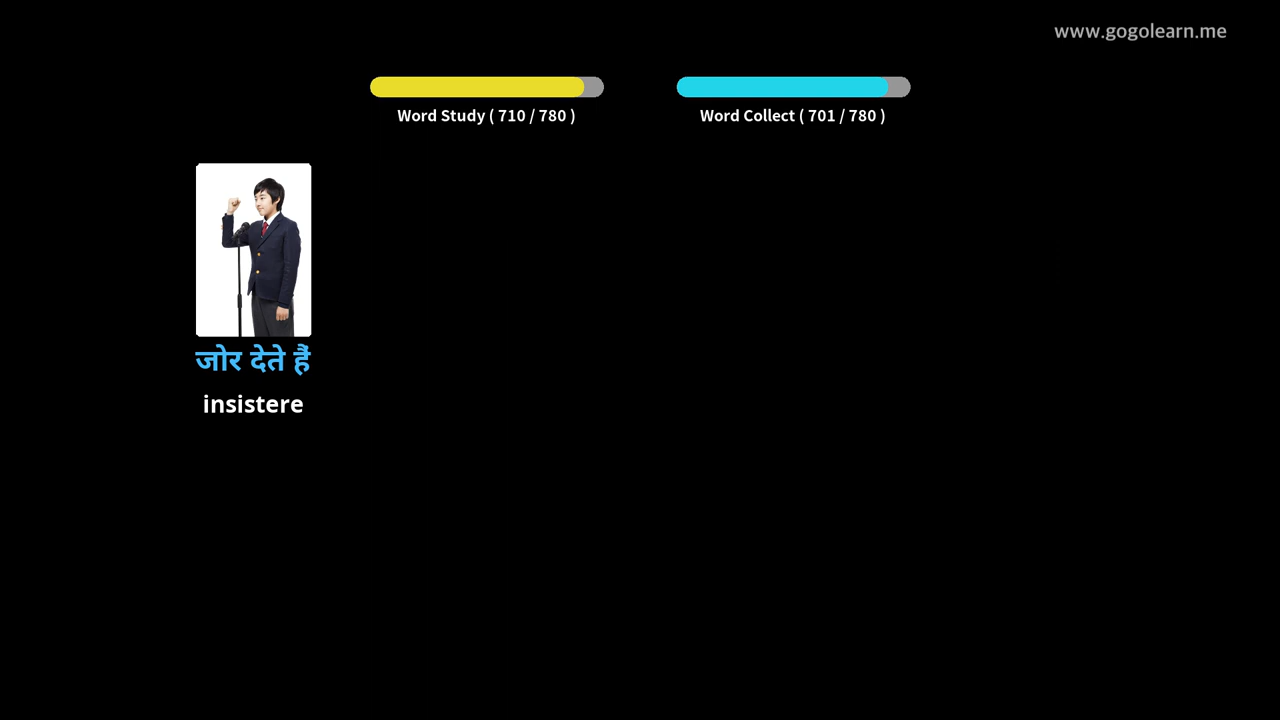 www.gogolearn.me
Word Study ( 710 / 780 )
Word Collect ( 701 / 780 )
जोर देते हैं
insistere